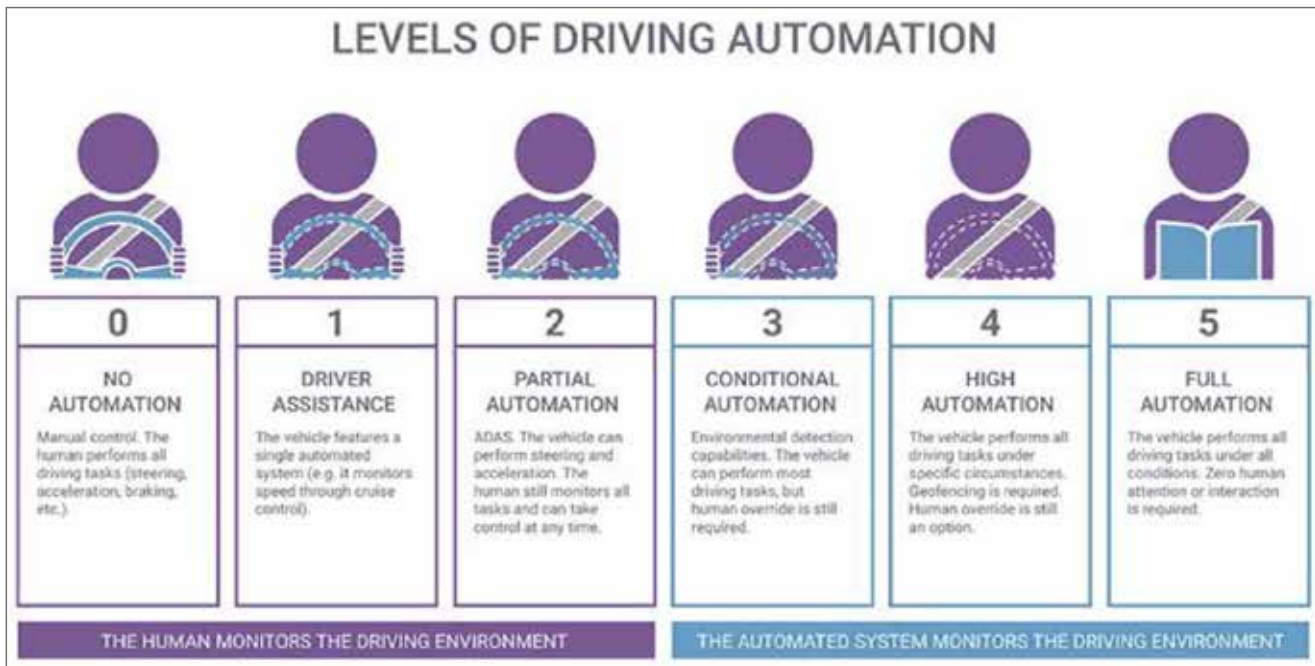 LEVELS OF DRIVING AUTOMATION
0
NO
AUTOMATION
Manual control. The
human performs all
driving tasks (steering,
acceleration, braking,
etc.).
1
DRIVER
ASSISTANCE
The vehicle features a
single automated
system (e.g. it monitors
speed through cruise
control).
2
PARTIAL
AUTOMATION
ADAS. The vehicle can
perform steering and
acceleration. The
human still monitors all
tasks and can take
control at any time.
3
CONDITIONAL
AUTOMATION
Environmental detection
capabilities. The vehicle
can perform most
driving tasks, but
human override is still
required.
4
HIGH
AUTOMATION
The vehicle performs all
driving tasks under
specific circumstances.
Geofencing is required.
Human override is still
an option.
5
FULL
AUTOMATION
The vehicle performs all
driving tasks under all
conditions. Zero human
attention or interaction
is required.
THE HUMAN MONITORS THE DRIVING ENVIRONMENT
THE AUTOMATED SYSTEM MONITORS THE DRIVING ENVIRONMENT